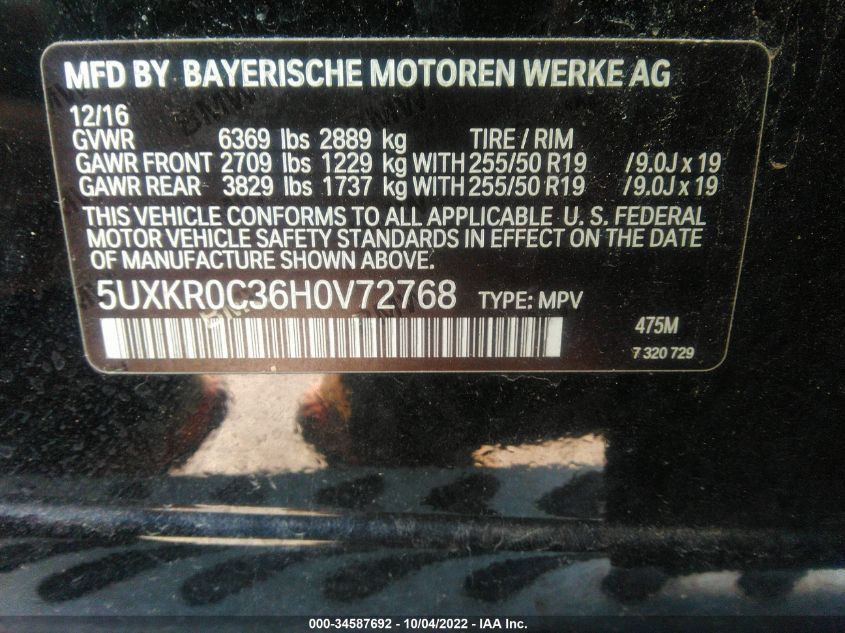 MFD BY BAYERISCHE MOTOREN WERKE AG
12/16
GVWR 6369 lbs 2889 kg TIRE / RIM
GAWR FRONT 2709 lbs 1229 kg WITH 255/50 R19 /9.0J x 19
GAWR REAR 3829 lbs 1737 kg WITH 255/50 R19 /9.0J x 19
THIS VEHICLE CONFORMS TO ALL APPLICABLE U. S. FEDERAL
MOTOR VEHICLE SAFETY STANDARDS IN EFFECT ON THE DATE
OF MANUFACTURE SHOWN ABOVE.
5UXKR0C36H0V72768 TYPE: MPV
475M
7 320 729
000-34587692 - 10/04/2022 - IAA Inc.